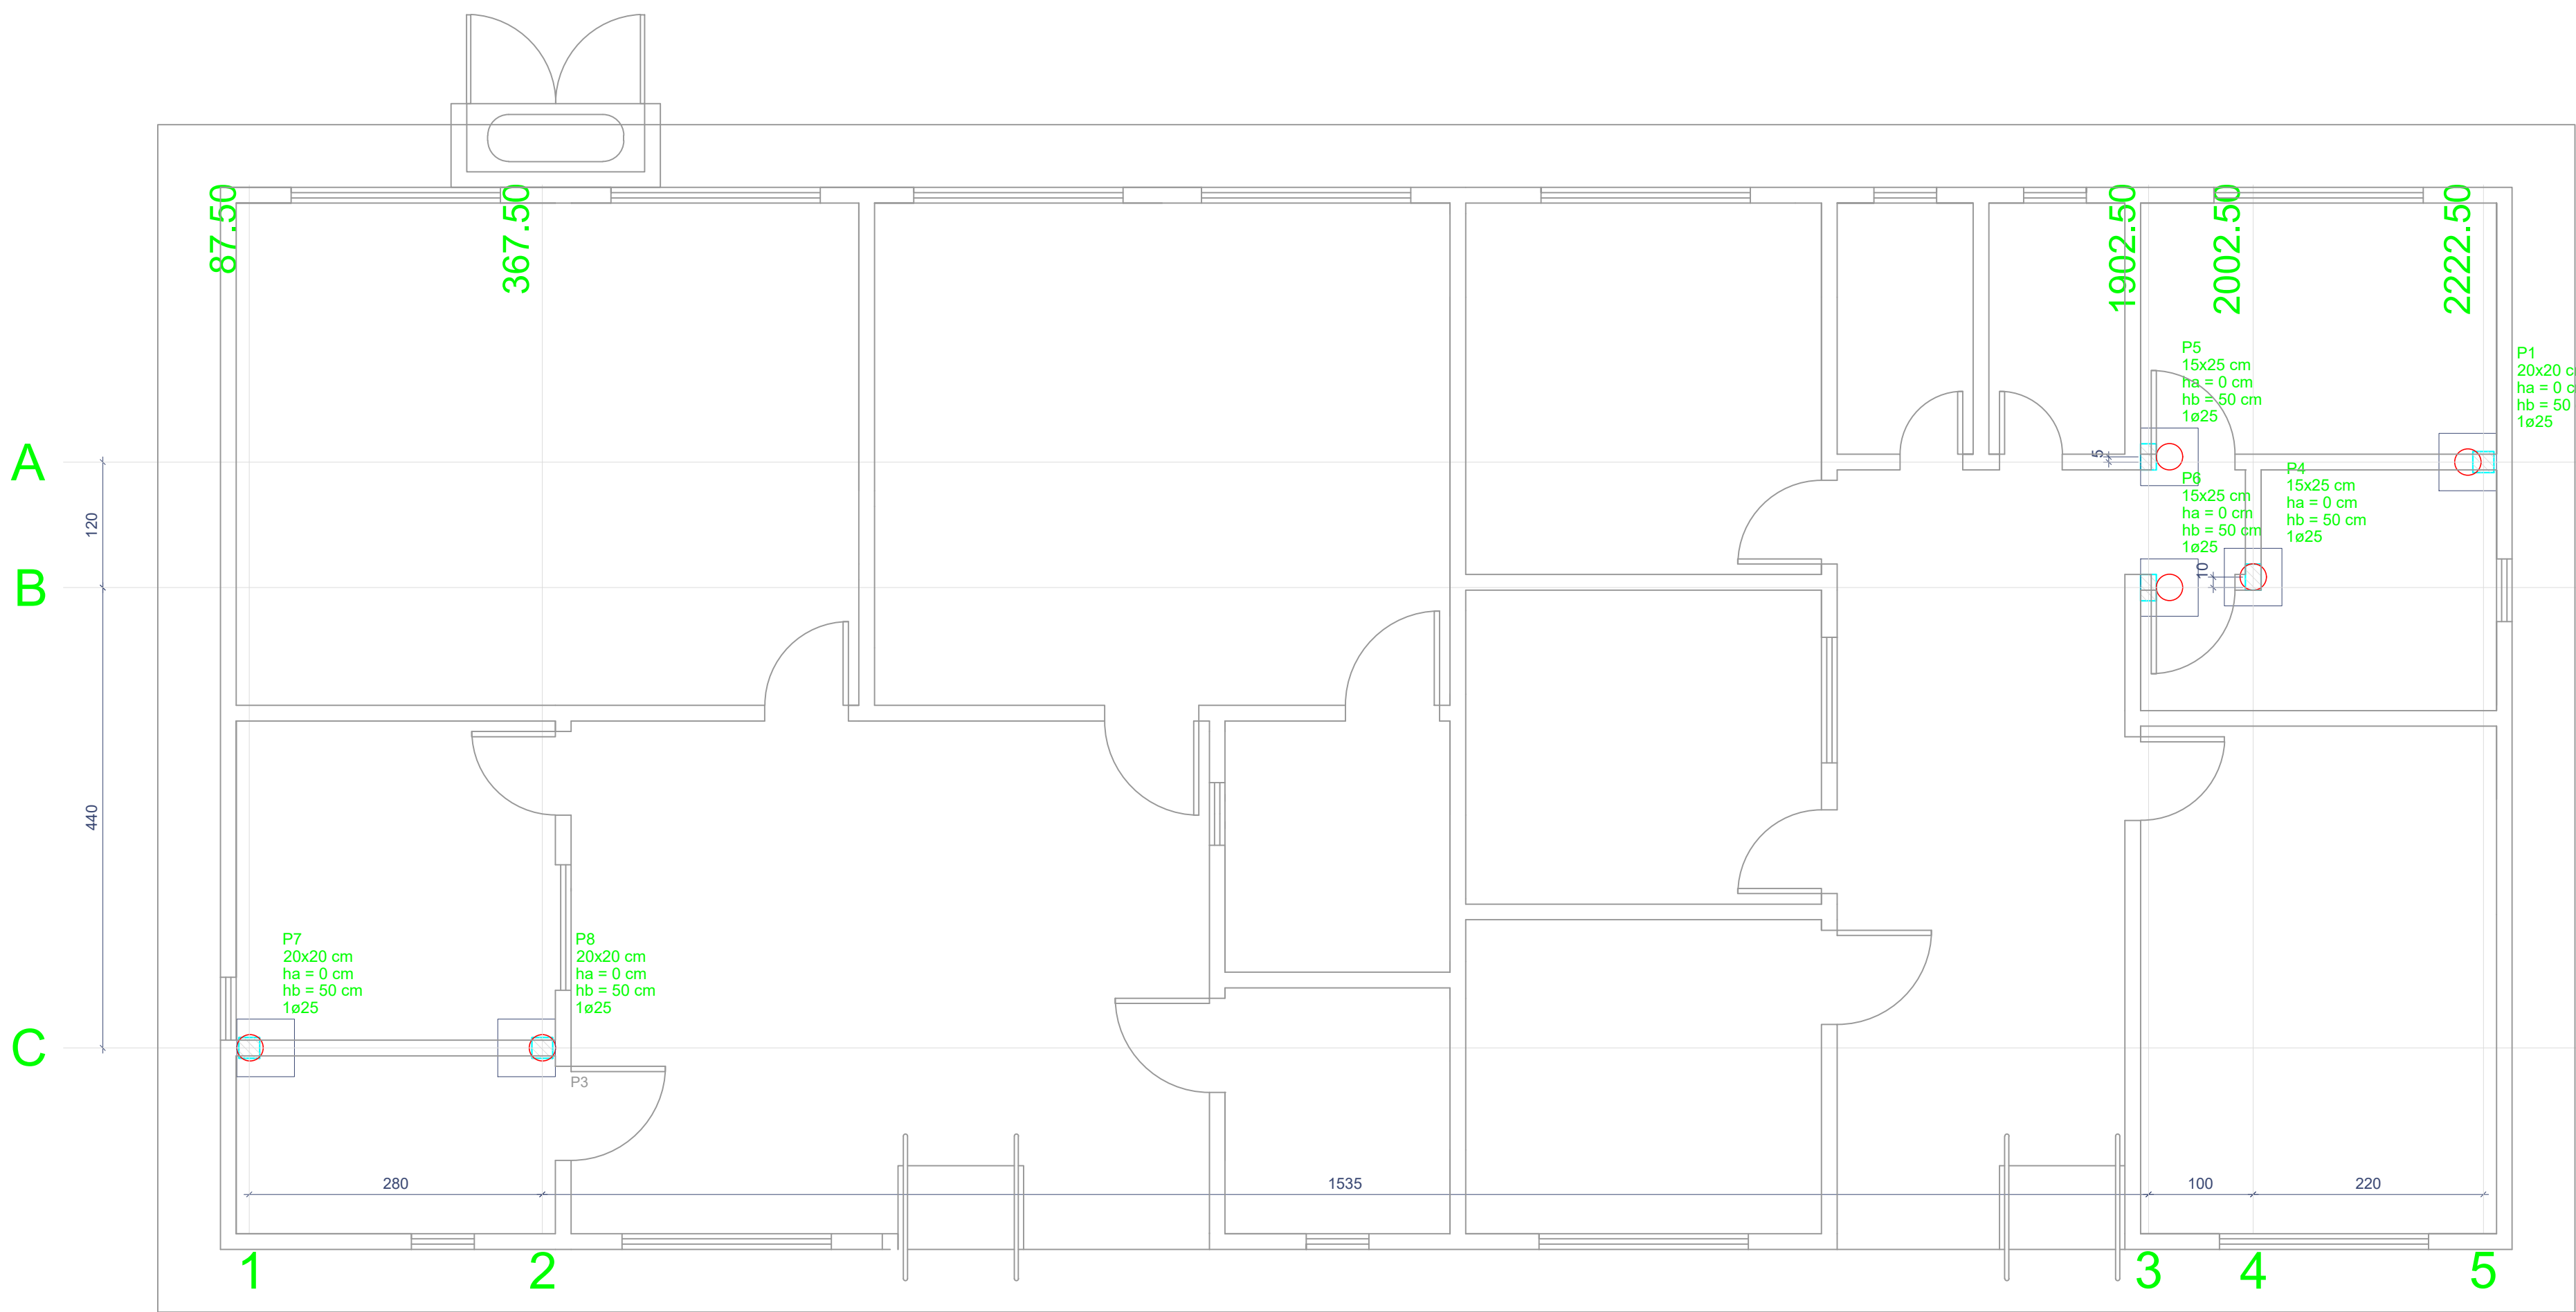 87.50
367.50
1902.50
2002.50
2222.50
P5
15x25 cm
ha = 0 cm
hb = 50 cm
1ø25
P1
20x20 c
ha = 0 c
hb = 50
1ø25
A
5
P6
15x25 cm
ha = 0 cm
hb = 50 cm
1ø25
P4
15x25 cm
ha = 0 cm
hb = 50 cm
1ø25
120
B
10
440
P7
20x20 cm
ha = 0 cm
hb = 50 cm
1ø25
P8
20x20 cm
ha = 0 cm
hb = 50 cm
1ø25
C
P3
280
1535
100
220
1
2
3
4
5